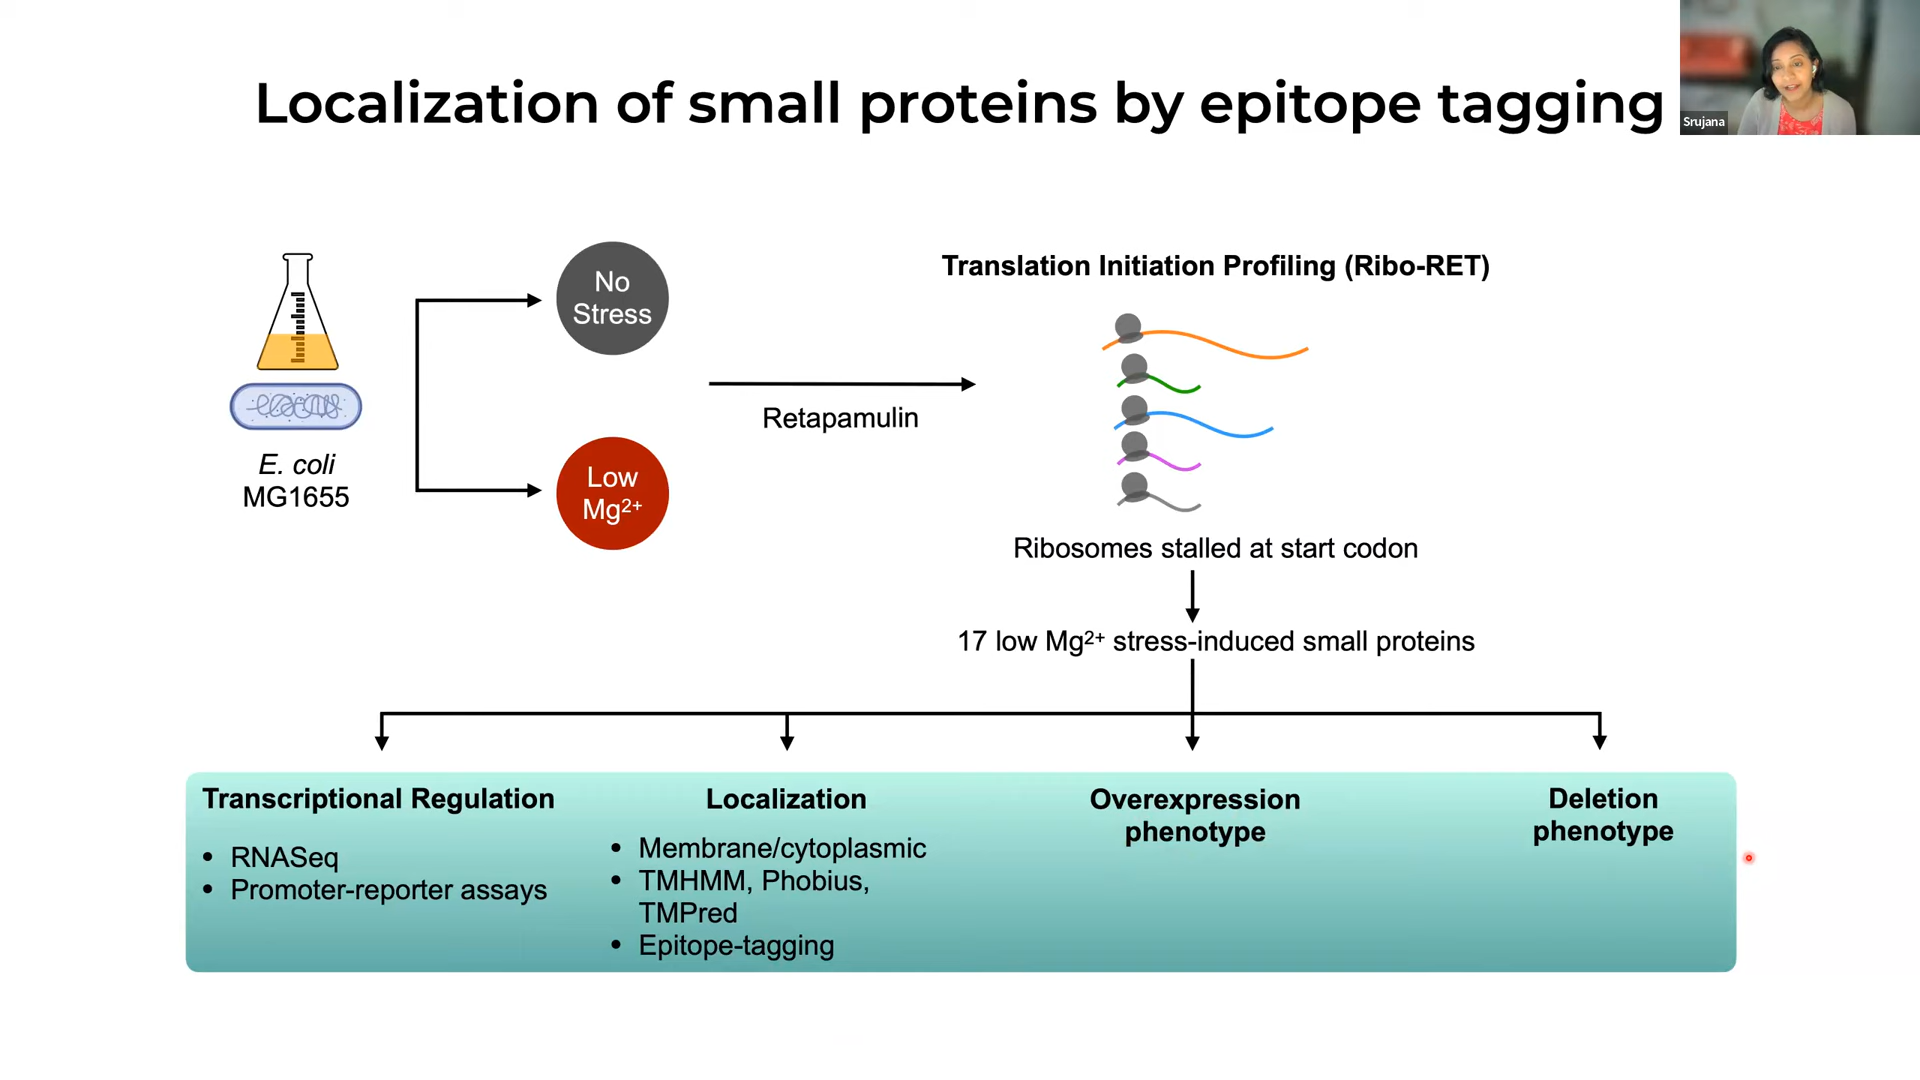 Localization of small proteins by epitope tagging
Srujana
No
Stress
Translation Initiation Profiling (Ribo-RET)
Retapamulin
E. coli
MG1655
Low
Mg²⁺
Ribosomes stalled at start codon
17 low Mg²⁺ stress-induced small proteins
Transcriptional Regulation
• RNASeq
• Promoter-reporter assays
Localization
• Membrane/cytoplasmic
• TMHMM, Phobius,
TMPred
• Epitope-tagging
Overexpression
phenotype
Deletion
phenotype